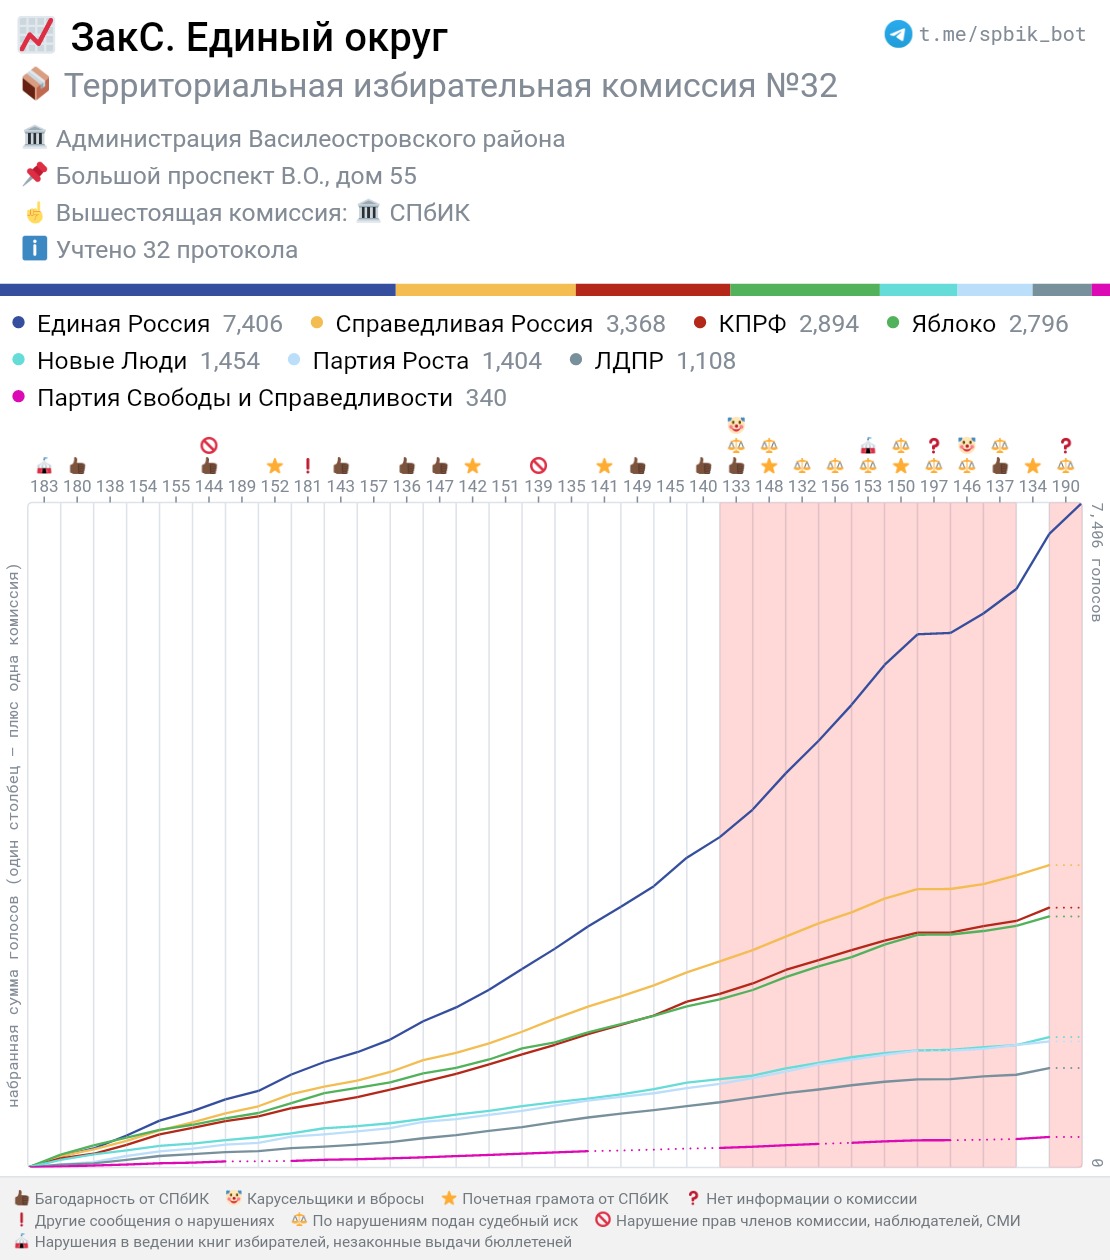 ЗакС. Единый округ
t.me/spbik_bot
Территориальная избирательная комиссия №32
Администрация Василеостровского района
Большой проспект В.О., дом 55
Вышестоящая комиссия: СПбИК
Учтено 32 протокола
Единая Россия 7,406 Справедливая Россия 3,368 КПРФ 2,894 Яблоко 2,796
Новые Люди 1,454 Партия Роста 1,404 ЛДПР 1,108
Партия Свободы и Справедливости 340
183 180 138 154 155 144 189 152 181 143 157 136 147 142 151 139 135 141 149 145 140 133 148 132 156 153 150 197 146 137 134 190
набранная сумма голосов (один столбец – плюс одна комиссия)
7,406 голосов
0
Багодарность от СПбИК Карусельщики и вбросы Почетная грамота от СПбИК Нет информации о комиссии
Другие сообщения о нарушениях По нарушениям подан судебный иск Нарушение прав членов комиссии, наблюдателей, СМИ
Нарушения в ведении книг избирателей, незаконные выдачи бюллетеней